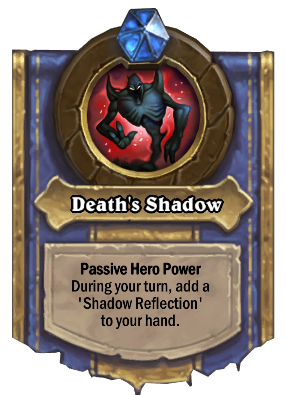 Death's Shadow
Passive Hero Power
During your turn, add a
'Shadow Reflection'
to your hand.